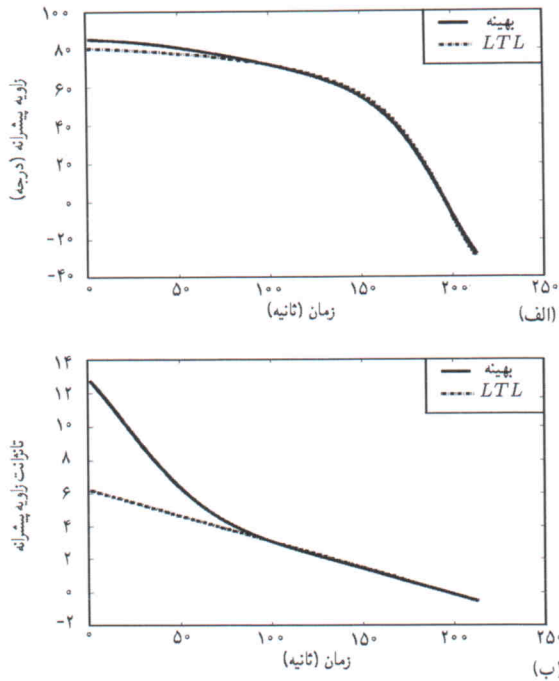 ۱۰۰
۸۰
۶۰
۴۰
۲۰
۰
-۲۰
-۴۰
زاویه پیشرانه (درجه)
بهینه
LTL
۰ ۵۰ ۱۰۰ ۱۵۰ ۲۰۰ ۲۵۰
زمان (ثانیه)
(الف)
۱۴
۱۲
۱۰
۸
۶
۴
۲
۰
-۲
تانژانت زاویه پیشرانه
بهینه
LTL
۰ ۵۰ ۱۰۰ ۱۵۰ ۲۰۰ ۲۵۰
زمان (ثانیه)
(ب)